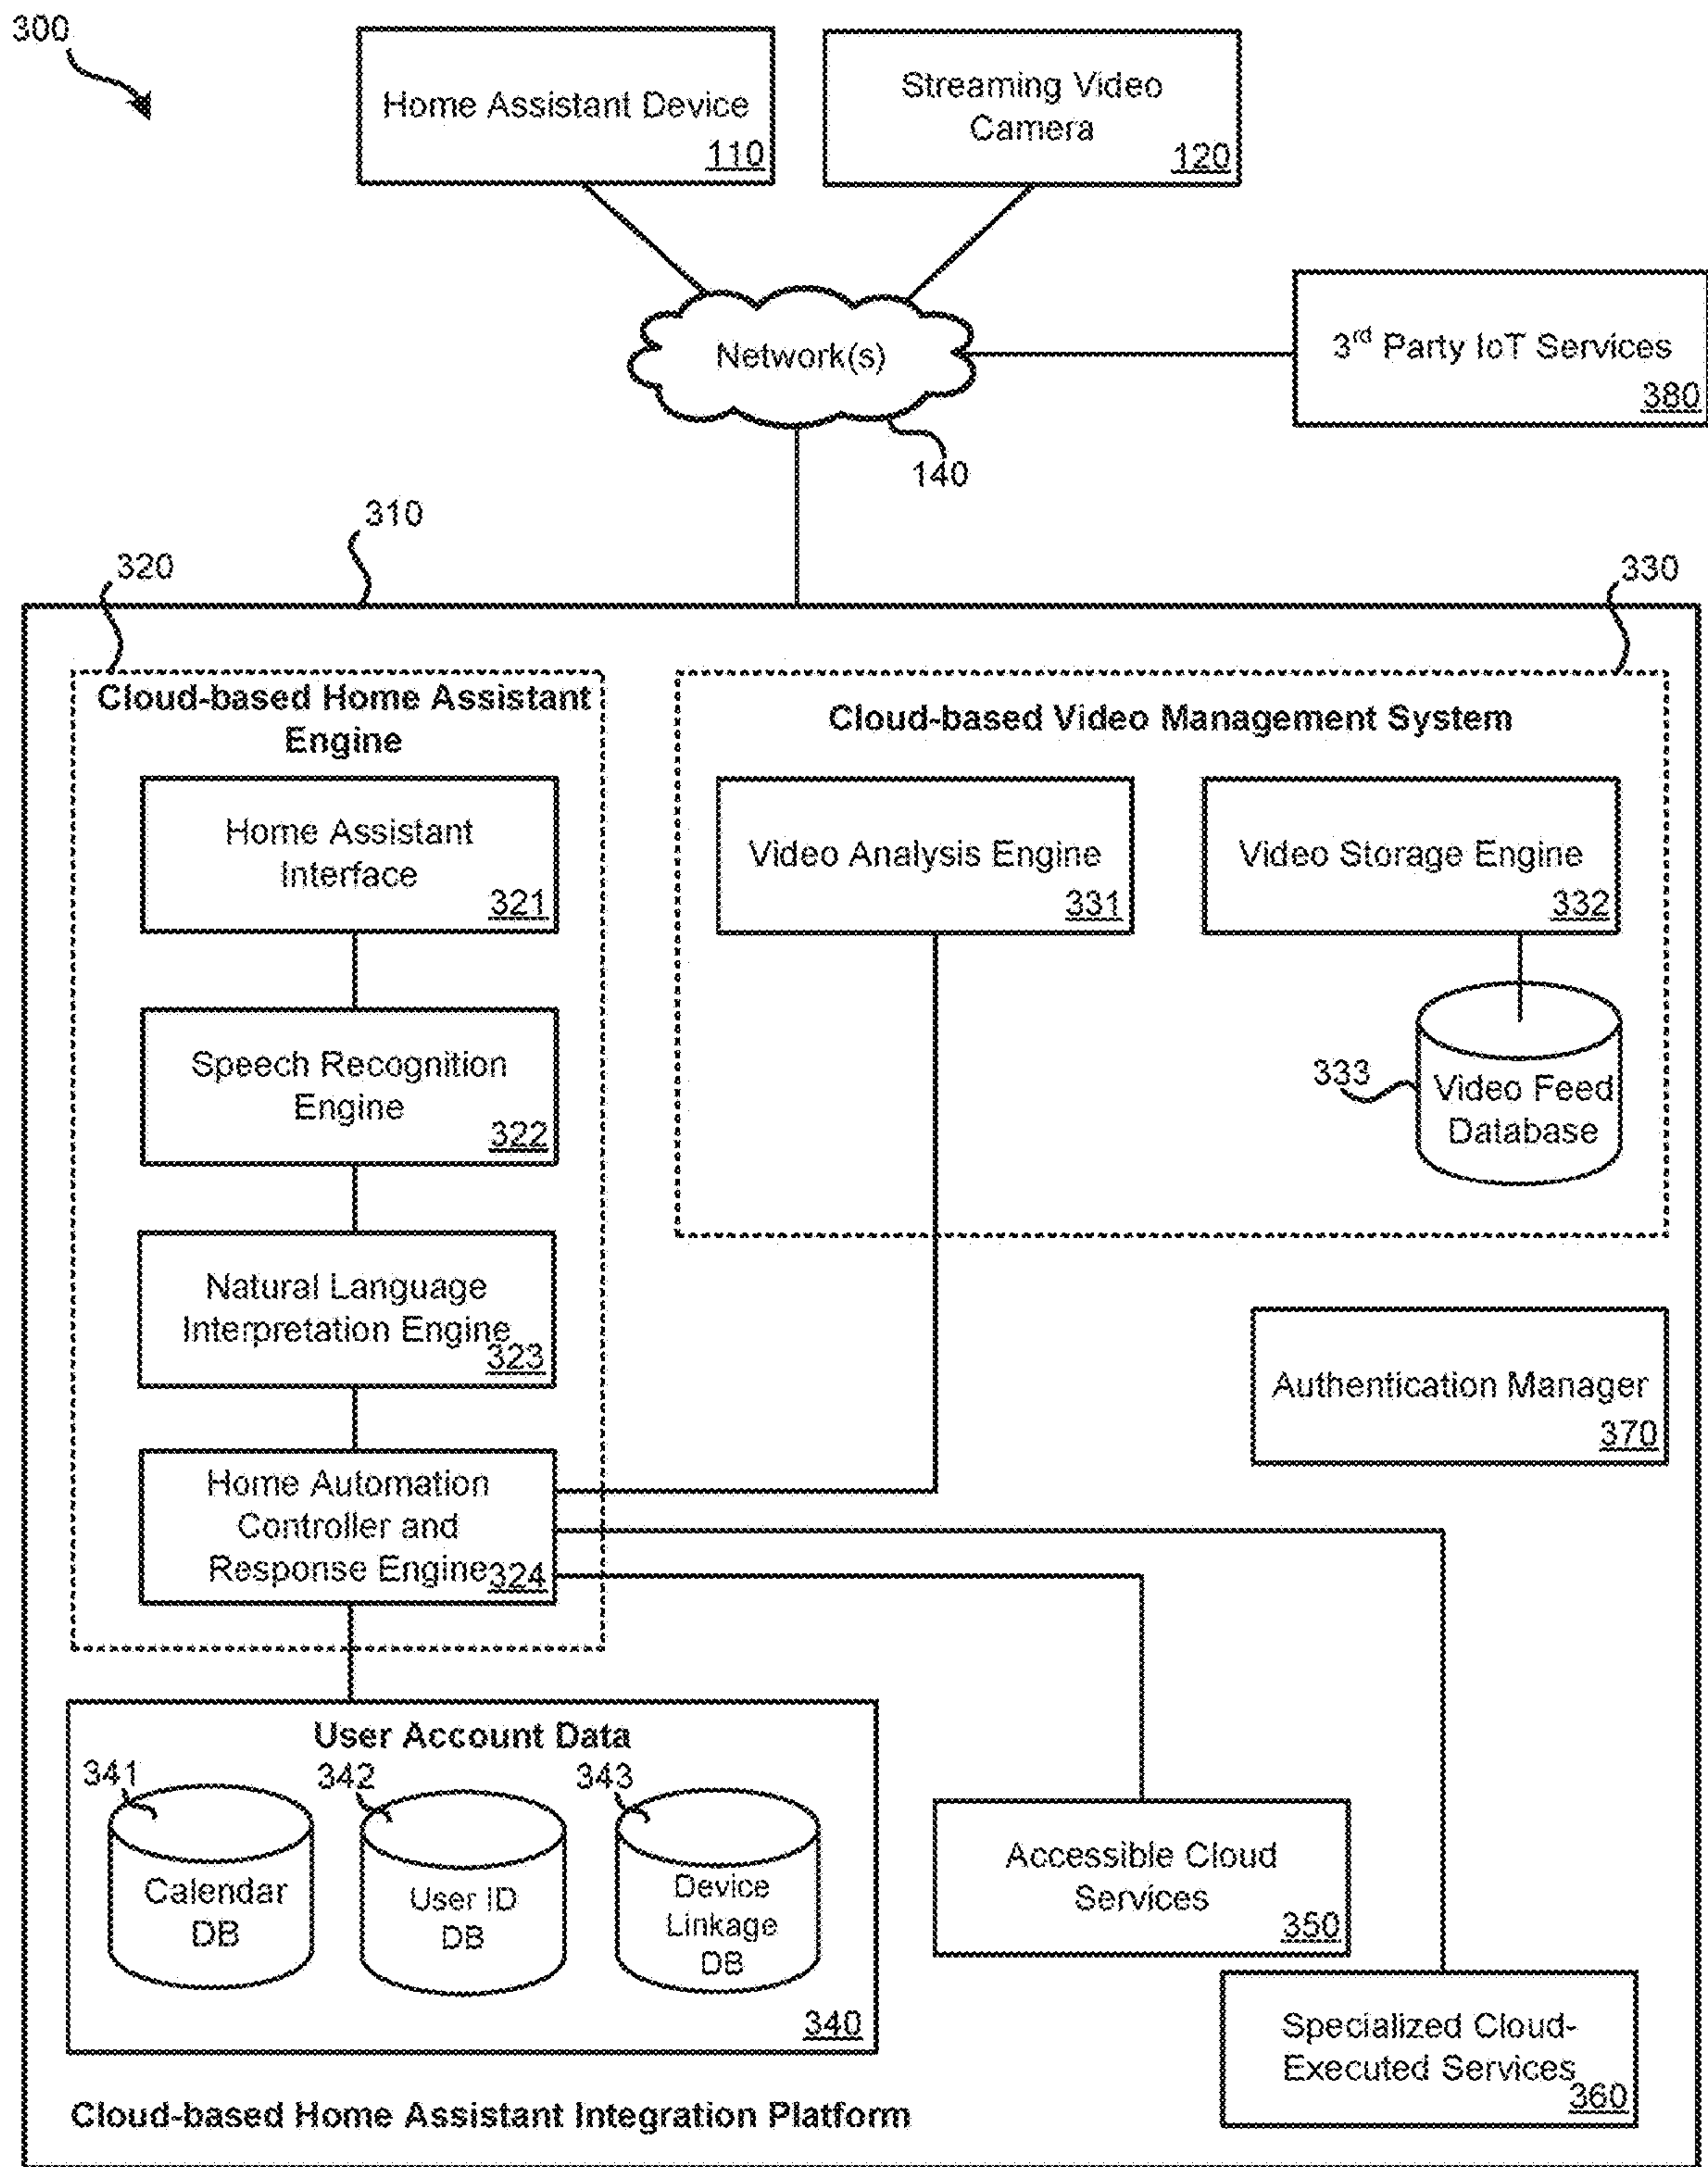 300
Home Assistant Device
110
Streaming Video
Camera
120
Network(s)
140
3rd Party IoT Services
380
310
320
330
Cloud-based Home Assistant
Engine
Home Assistant
Interface
321
Speech Recognition
Engine
322
Natural Language
Interpretation Engine
323
Home Automation
Controller and
Response Engine
324
Cloud-based Video Management System
Video Analysis Engine
331
Video Storage Engine
332
333
Video Feed
Database
Authentication Manager
370
User Account Data
341
Calendar
DB
342
User ID
DB
343
Device
Linkage
DB
340
Accessible Cloud
Services
350
Specialized Cloud-
Executed Services
360
Cloud-based Home Assistant Integration Platform